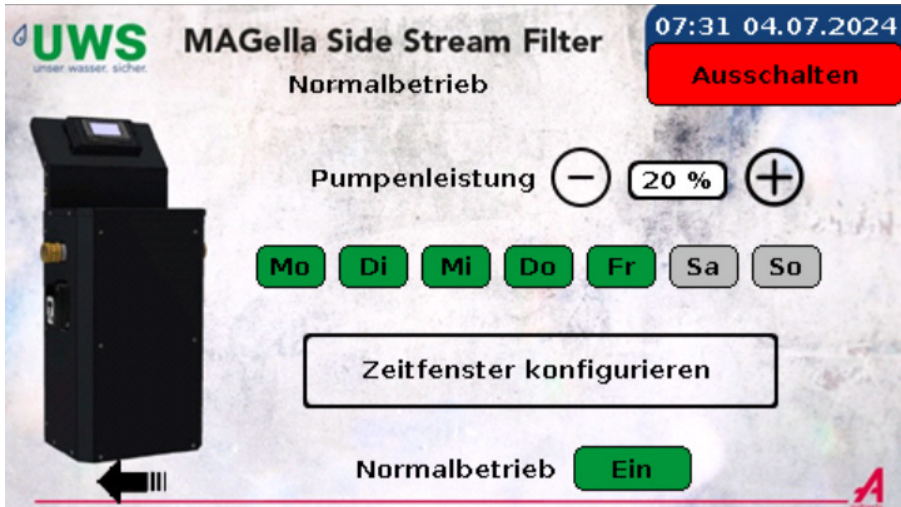 UWS
unser. wasser. sicher.
MAGella Side Stream Filter
07:31 04.07.2024
Normalbetrieb
Ausschalten
Pumpenleistung − 20 % +
Mo Di Mi Do Fr Sa So
Zeitfenster konfigurieren
Normalbetrieb Ein